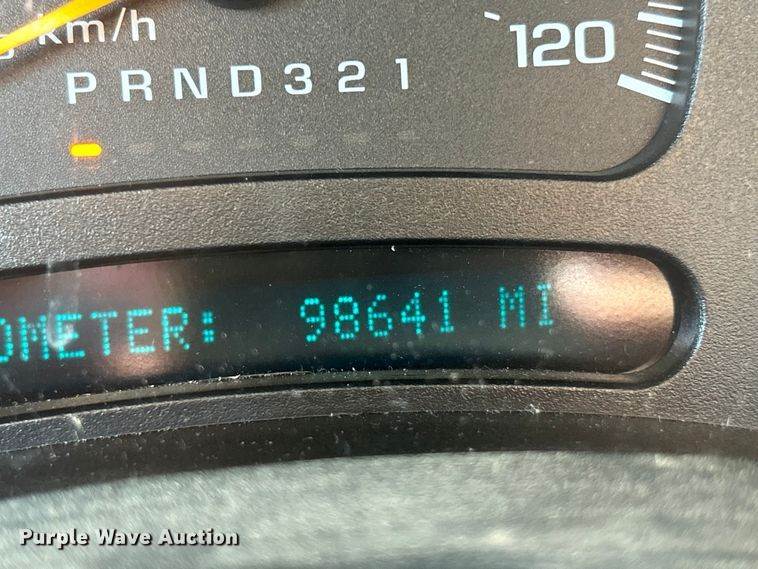 km/h
120
PRND321
OMETER: 98641 MI
Purple Wave Auction